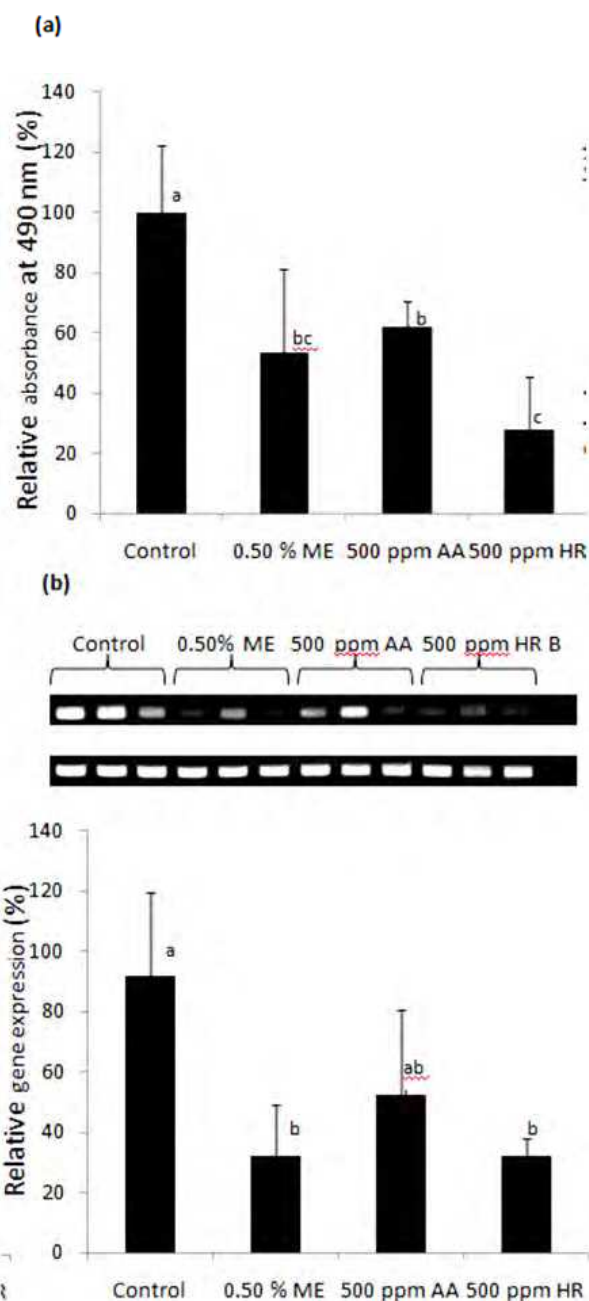 (a)
Relative absorbance at 490 nm (%)
140
120
100
80
60
40
20
0
a
bc
b
c
Control 0.50 % ME 500 ppm AA 500 ppm HR
(b)
Control 0.50% ME 500 ppm AA 500 ppm HR B
Relative gene expression (%)
140
120
100
80
60
40
20
0
a
b
ab
b
R
Control 0.50 % ME 500 ppm AA 500 ppm HR